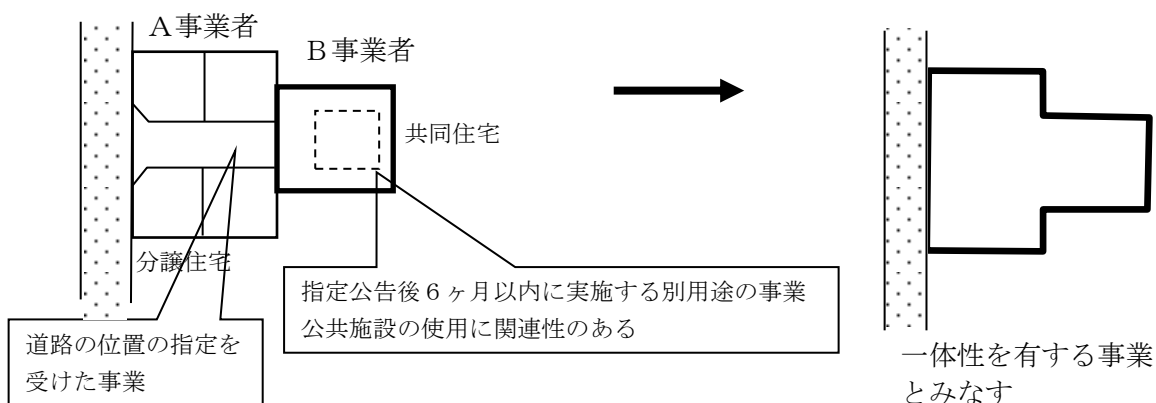 A事業者
B事業者
共同住宅
分譲住宅
指定公告後6ヶ月以内に実施する別用途の事業
公共施設の使用に関連性のある
道路の位置の指定を
受けた事業
一体性を有する事業
とみなす